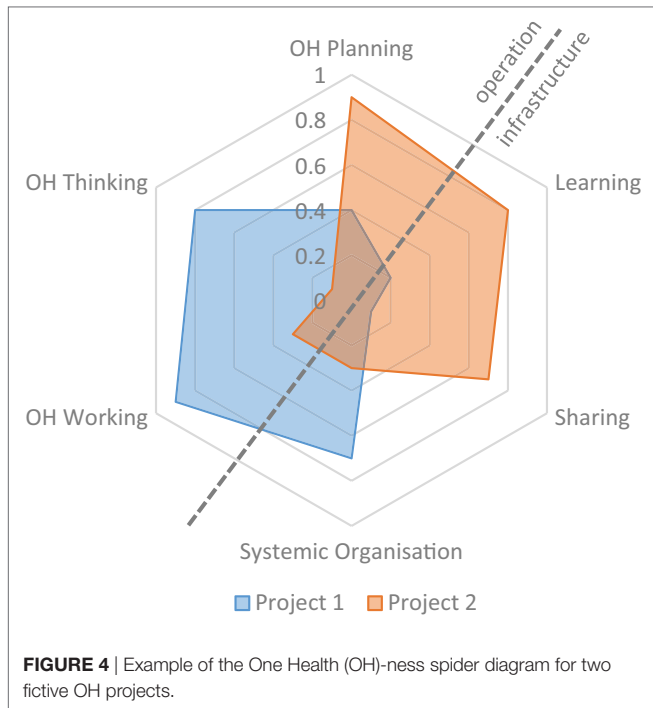 OH Planning
operation
infrastructure
1
0.8
0.6
0.4
0.2
0
OH Thinking
Learning
OH Working
Sharing
Systemic Organisation
Project 1
Project 2
FIGURE 4 | Example of the One Health (OH)-ness spider diagram for two
fictive OH projects.